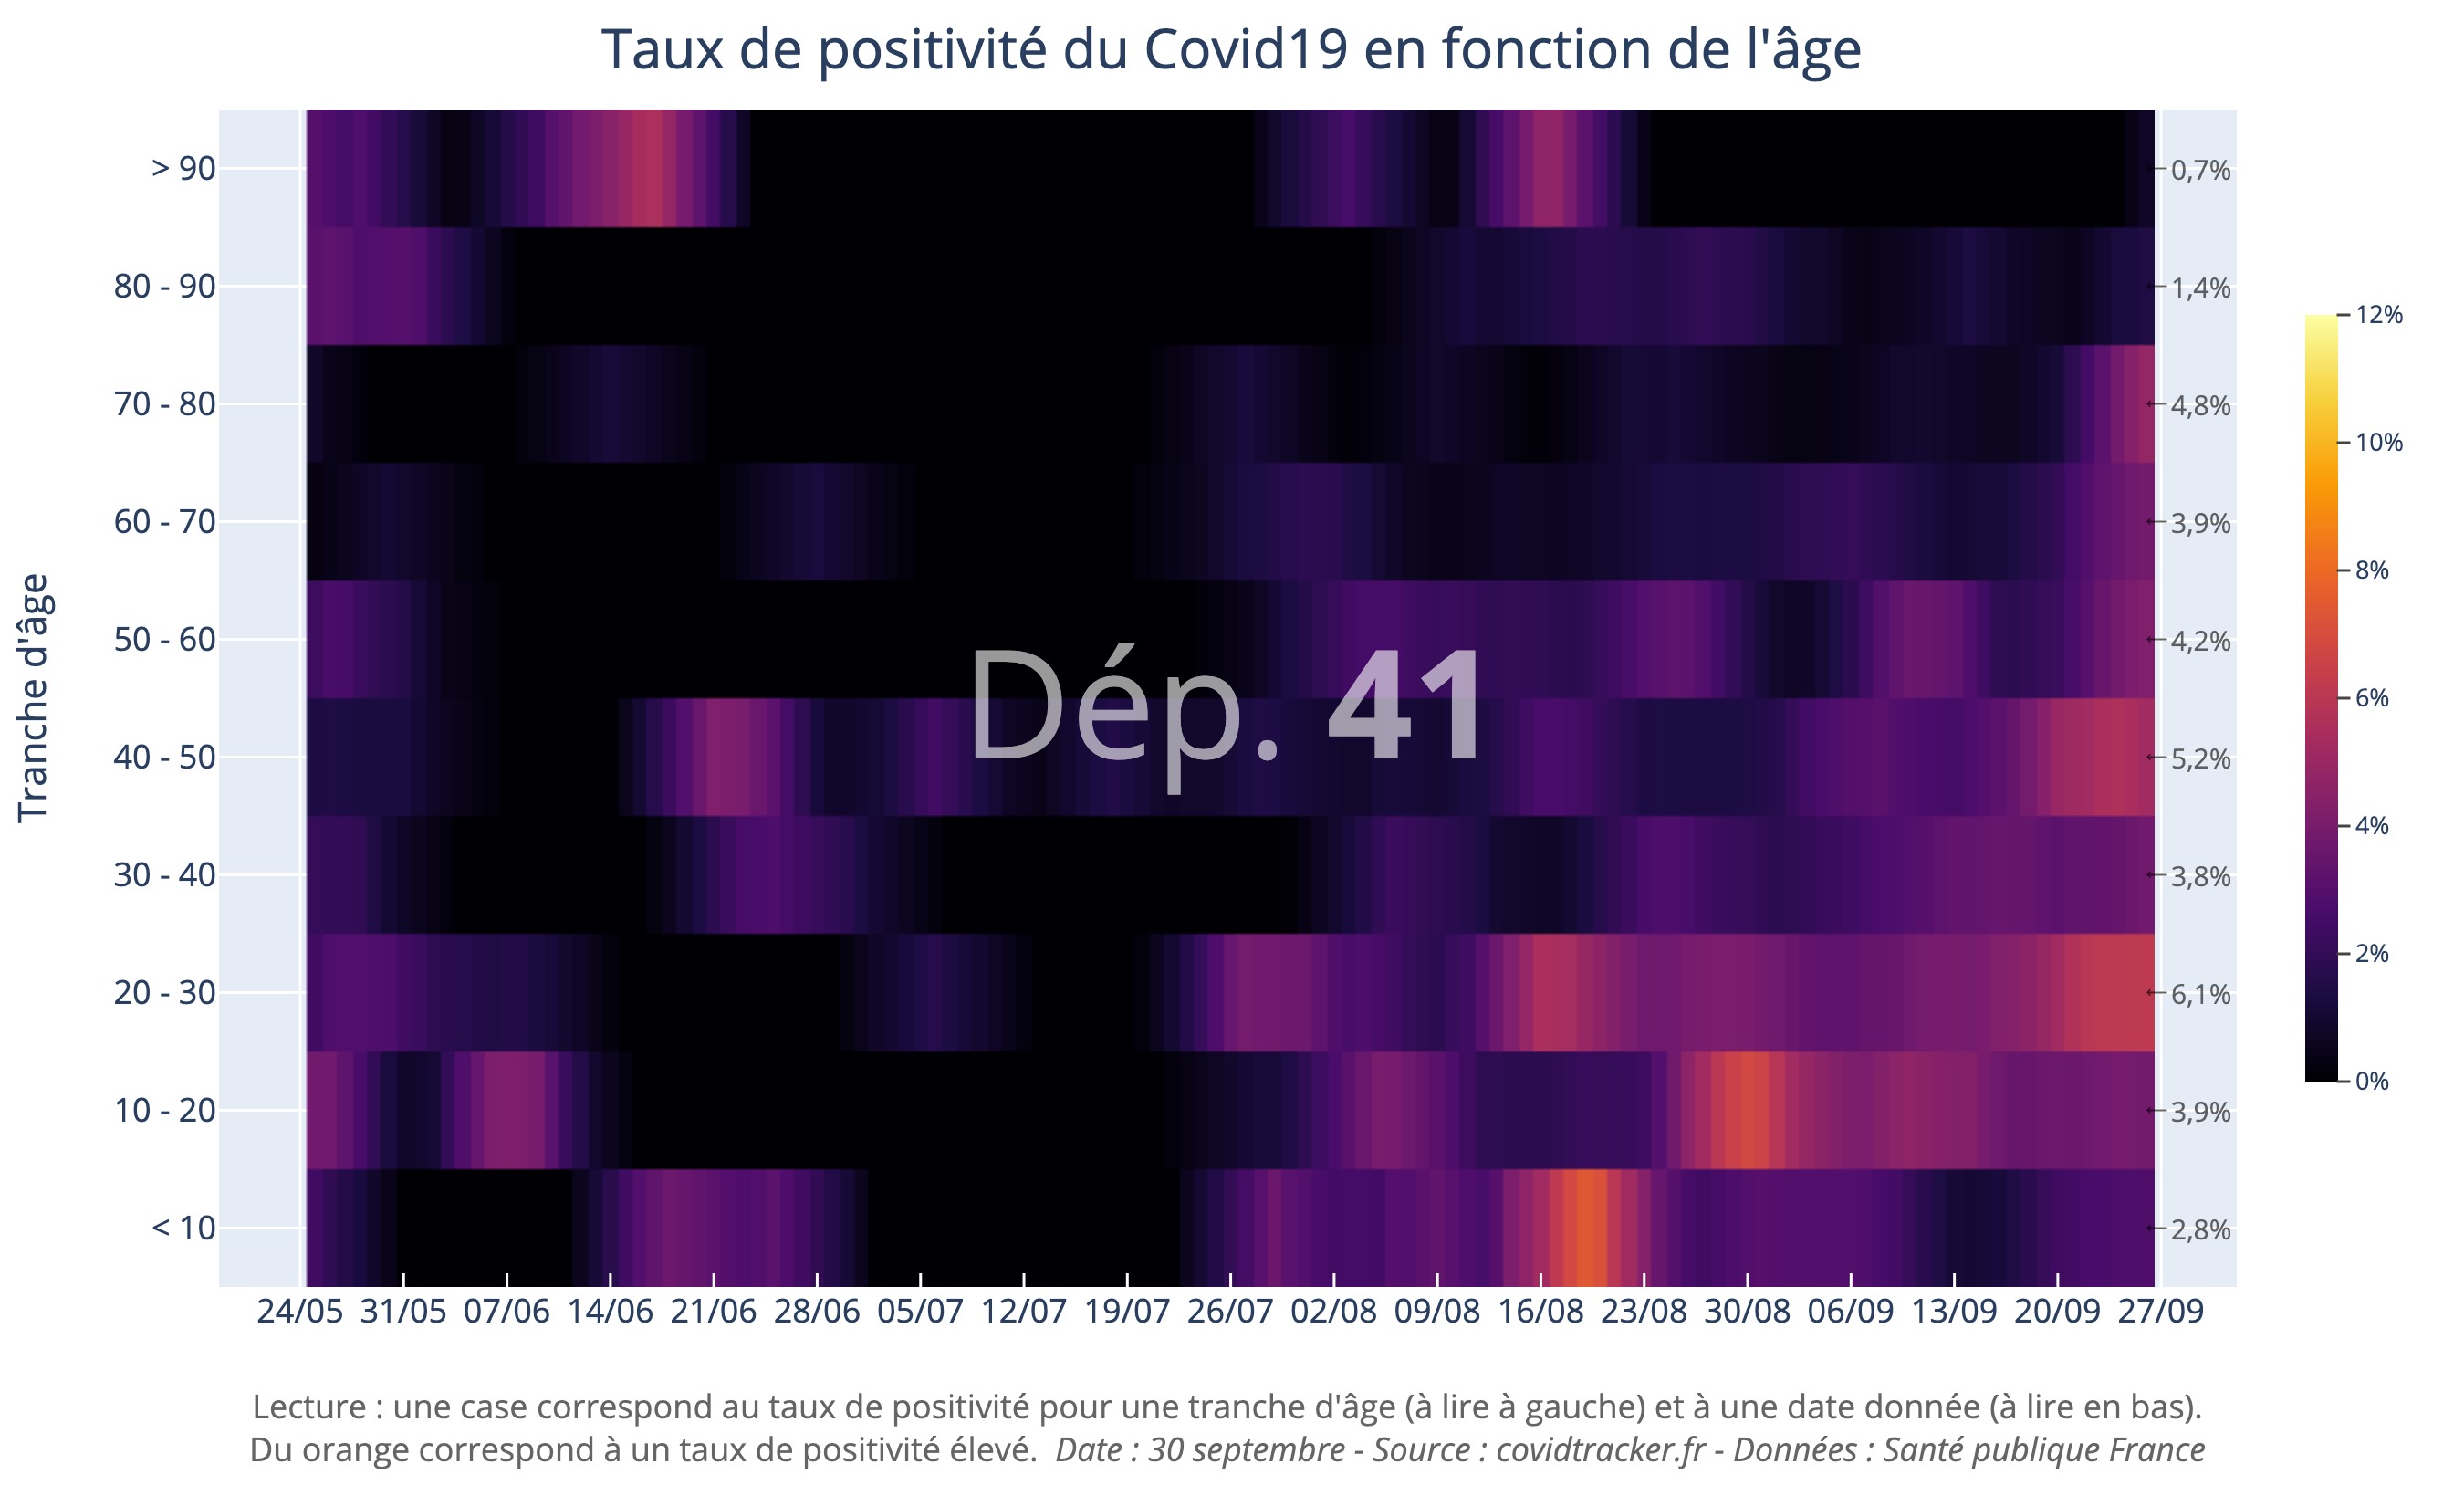 Taux de positivité du Covid19 en fonction de l'âge
Tranche d'âge
> 90
80 - 90
70 - 80
60 - 70
50 - 60
40 - 50
30 - 40
20 - 30
10 - 20
< 10
Dép. 41
0,7%
1,4%
4,8%
3,9%
4,2%
5,2%
3,8%
6,1%
3,9%
2,8%
12%
10%
8%
6%
4%
2%
0%
24/05 31/05 07/06 14/06 21/06 28/06 05/07 12/07 19/07 26/07 02/08 09/08 16/08 23/08 30/08 06/09 13/09 20/09 27/09
Lecture : une case correspond au taux de positivité pour une tranche d'âge (à lire à gauche) et à une date donnée (à lire en bas).
Du orange correspond à un taux de positivité élevé. Date : 30 septembre - Source : covidtracker.fr - Données : Santé publique France